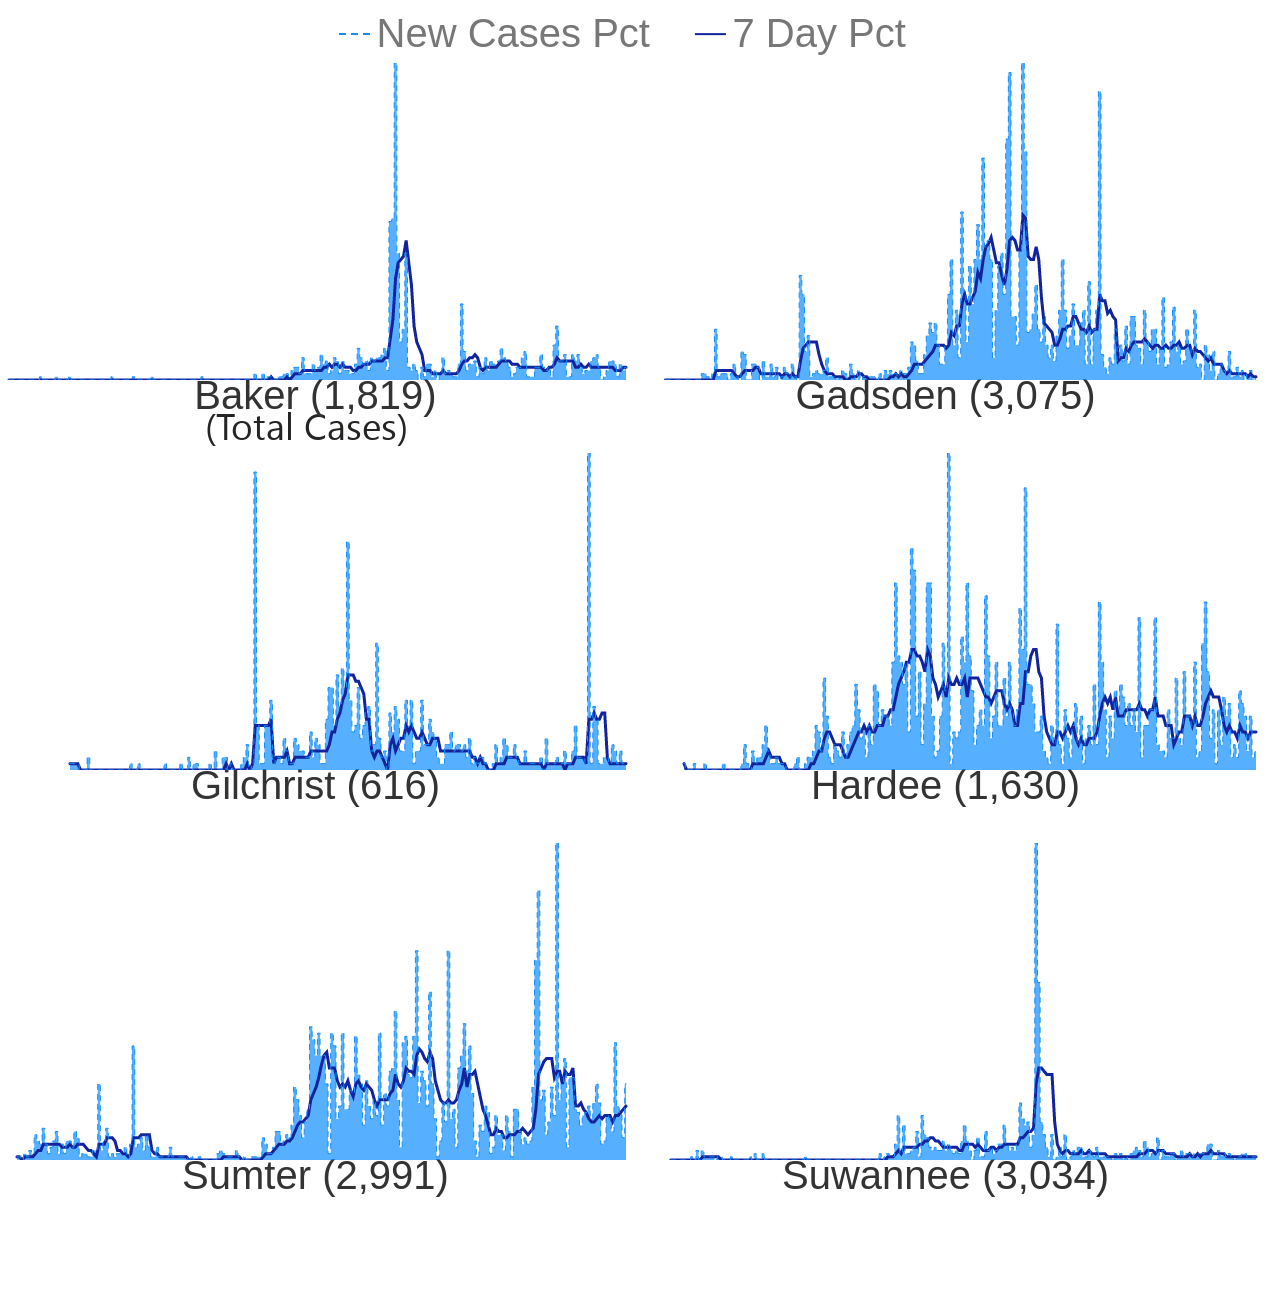 New Cases Pct 7 Day Pct
Baker (1,819) Gadsden (3,075)
(Total Cases)
Gilchrist (616) Hardee (1,630)
Sumter (2,991) Suwannee (3,034)